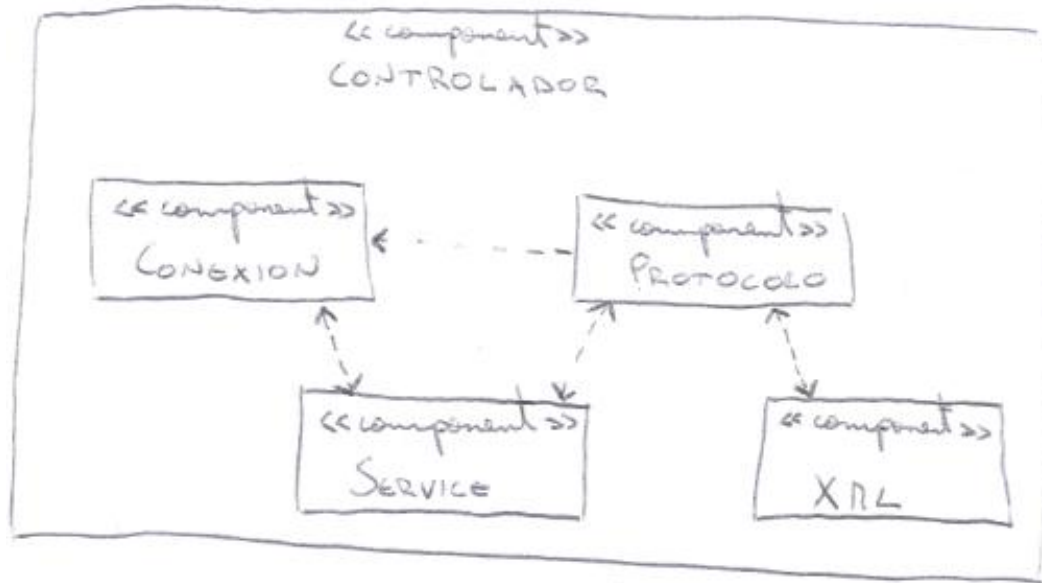 << component >>
CONTROLADOR
<< component >>
CONEXION
<< component >>
PROTOCOLO
<< component >>
SERVICE
<< component >>
XML